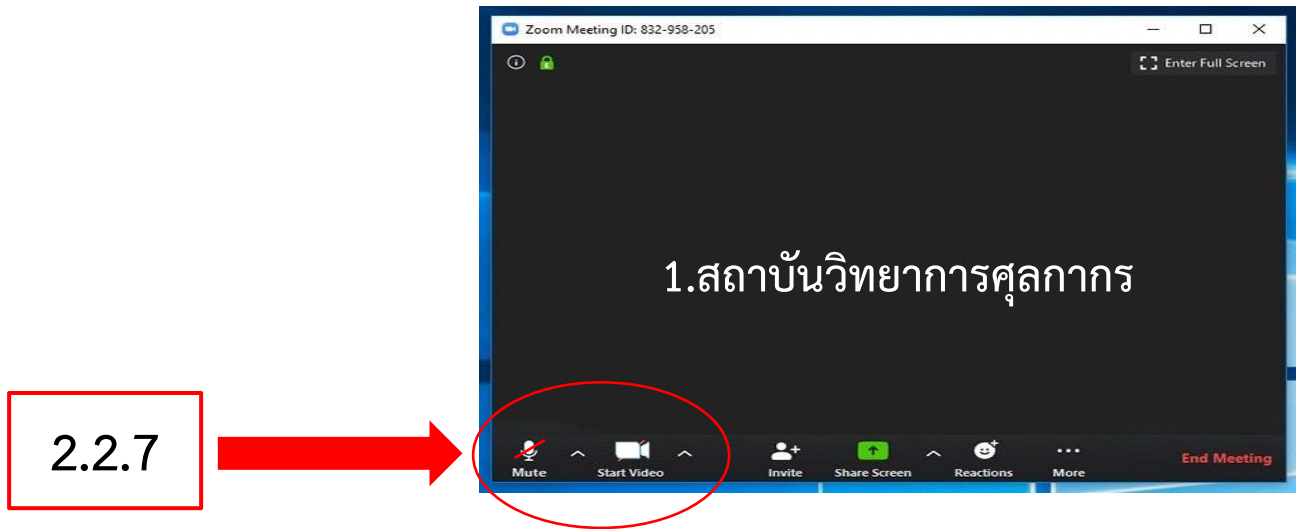 Zoom Meeting ID: 832-958-205
Enter Full Screen
1.สถาบันวิทยาการศุลกากร
2.2.7
Mute Start Video Invite Share Screen Reactions More End Meeting